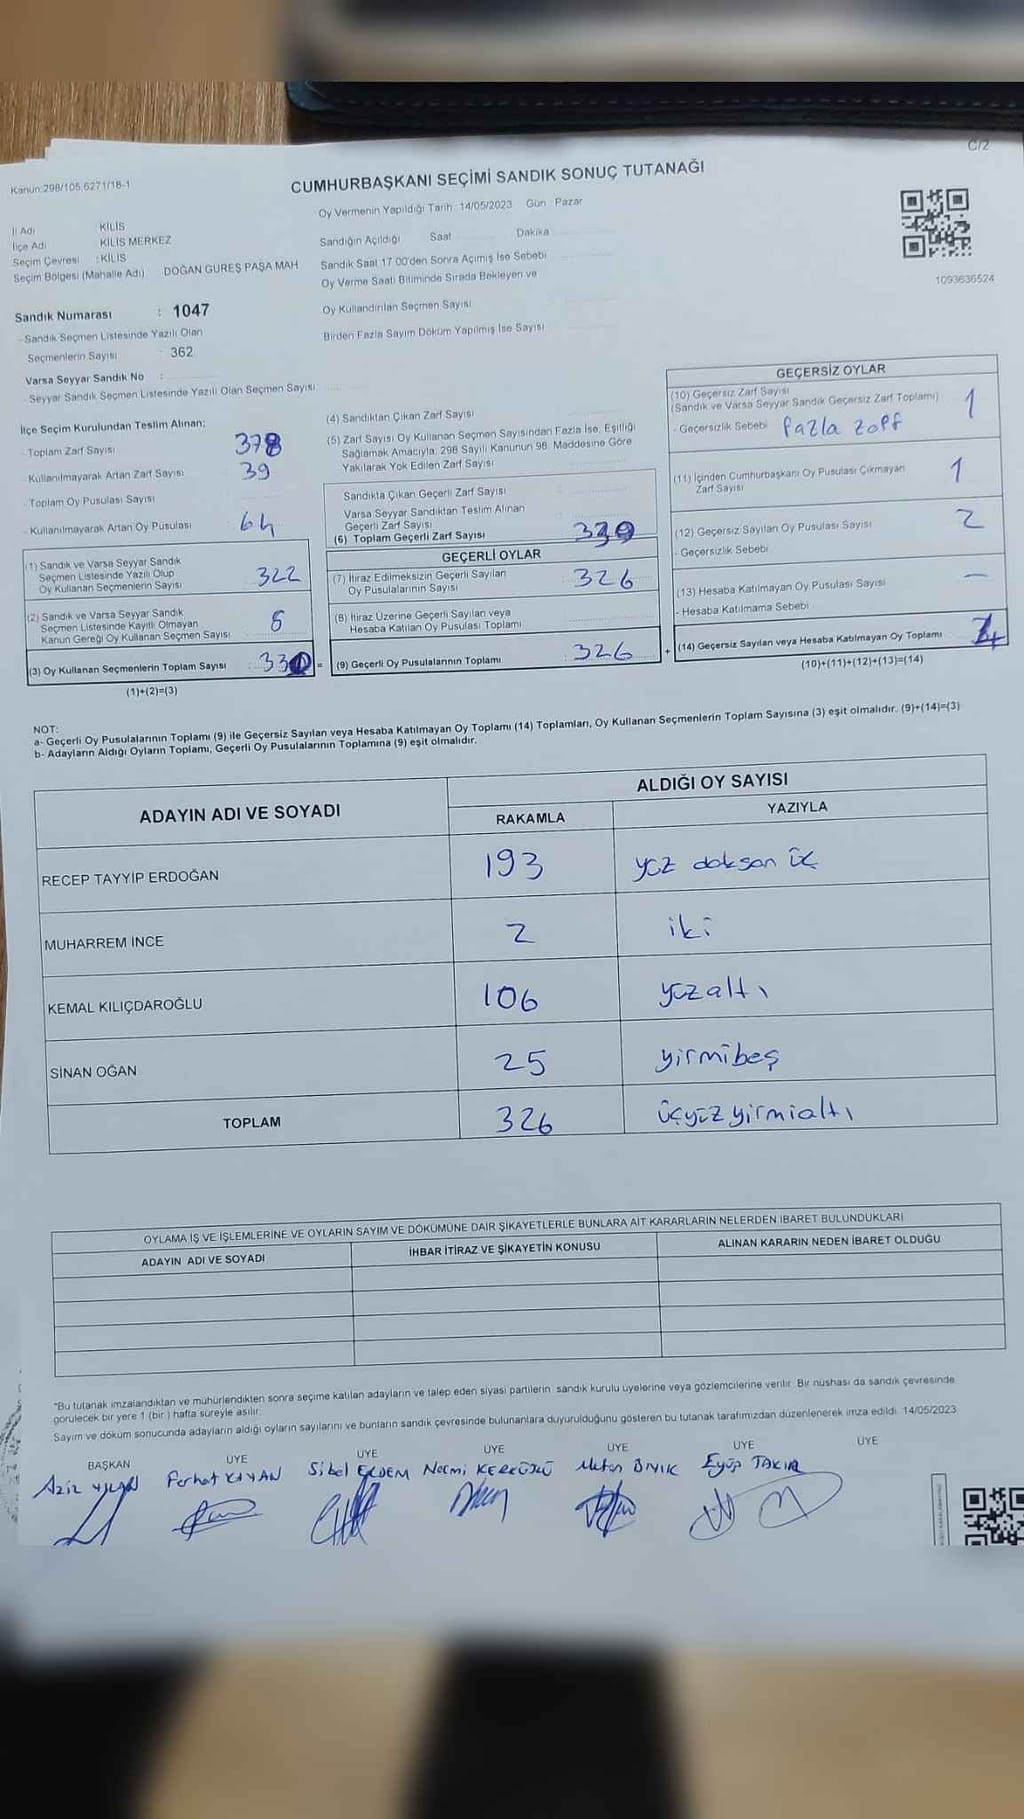 C/2
Kanun:298/105,6271/18-1
CUMHURBAŞKANI SEÇİMİ SANDIK SONUÇ TUTANAĞI
Oy Vermenin Yapıldığı Tarih :14/05/2023 Gün : Pazar
İl Adı KİLİS
İlçe Adı KİLİS MERKEZ
Seçim Çevresi : KİLİS
Seçim Bölgesi (Mahalle Adı) DOĞAN GÜREŞ PAŞA MAH
Sandığın Açıldığı Saat Dakika
Sandık Saat 17:00'den Sonra Açımış İse Sebebi
Oy Verme Saati Bitiminde Sırada Bekleyen ve
Oy Kullandırılan Seçmen Sayısı
Birden Fazla Sayım Döküm Yapılmış İse Sayısı
1093636524
Sandık Numarası : 1047
- Sandık Seçmen Listesinde Yazılı Olan
Seçmenlerin Sayısı : 362
Varsa Seyyar Sandık No :
- Seyyar Sandık Seçmen Listesinde Yazılı Olan Seçmen Sayısı
İlçe Seçim Kurulundan Teslim Alınan;
- Toplam Zarf Sayısı 378
- Kullanılmayarak Artan Zarf Sayısı 39
- Toplam Oy Pusulası Sayısı
- Kullanılmayarak Artan Oy Pusulası 64
(1) Sandık ve Varsa Seyyar Sandık
Seçmen Listesinde Yazılı Olup
Oy Kullanan Seçmenlerin Sayısı 322
(2) Sandık ve Varsa Seyyar Sandık
Seçmen Listesinde Kayıtlı Olmayan
Kanun Gereği Oy Kullanan Seçmen Sayısı
(3) Oy Kullanan Seçmenlerin Toplam Sayısı 330 =
(1)+(2)=(3)
(4) Sandıktan Çıkan Zarf Sayısı
(5) Zarf Sayısı Oy Kullanan Seçmen Sayısından Fazla İse, Eşitliği
Sağlamak Amacıyla, 298 Sayılı Kanunun 98. Maddesine Göre
Yakılarak Yok Edilen Zarf Sayısı
Sandıkta Çıkan Geçerli Zarf Sayısı
Varsa Seyyar Sandıktan Teslim Alınan
Geçerli Zarf Sayısı
(6) Toplam Geçerli Zarf Sayısı
GEÇERLİ OYLAR
(7) İtiraz Edilmeksizin Geçerli Sayılan
Oy Pusulalarının Sayısı 326
(8) İtiraz Üzerine Geçerli Sayılan veya
Hesaba Katılan Oy Pusulası Toplamı
(9) Geçerli Oy Pusulalarının Toplamı : 326 +
GEÇERSİZ OYLAR
(10) Geçersiz Zarf Sayısı
(Sandık ve Varsa Seyyar Sandık Geçersiz Zarf Toplamı) 1
- Geçersizlik Sebebi fazla zarf
(11) İçinden Cumhurbaşkanı Oy Pusulası Çıkmayan
Zarf Sayısı 1
(12) Geçersiz Sayılan Oy Pusulası Sayısı 2
- Geçersizlik Sebebi
(13) Hesaba Katılmayan Oy Pusulası Sayısı —
- Hesaba Katılmama Sebebi
(14) Geçersiz Sayılan veya Hesaba Katılmayan Oy Toplamı 4
(10)+(11)+(12)+(13)=(14)
NOT:
a- Geçerli Oy Pusulalarının Toplamı (9) ile Geçersiz Sayılan veya Hesaba Katılmayan Oy Toplamı (14) Toplamları, Oy Kullanan Seçmenlerin Toplam Sayısına (3) eşit olmalıdır. (9)+(14)=(3)
b- Adayların Aldığı Oyların Toplamı, Geçerli Oy Pusulalarının Toplamına (9) eşit olmalıdır.
ADAYIN ADI VE SOYADI ALDIĞI OY SAYISI
RAKAMLA YAZIYLA
RECEP TAYYİP ERDOĞAN 193 yüz doksan üç
MUHARREM İNCE 2 iki
KEMAL KILIÇDAROĞLU 106 yüzaltı
SİNAN OĞAN 25 yirmibeş
TOPLAM 326 üçyüzyirmialtı
OYLAMA İŞ VE İŞLEMLERİNE VE OYLARIN SAYIM VE DÖKÜMÜNE DAİR ŞİKAYETLERLE BUNLARA AİT KARARLARIN NELERDEN İBARET BULUNDUKLARI
ADAYIN ADI VE SOYADI İHBAR İTİRAZ VE ŞİKAYETİN KONUSU ALINAN KARARIN NEDEN İBARET OLDUĞU
*Bu tutanak imzalandıktan ve mühürlendikten sonra seçime katılan adayların ve talep eden siyasi partilerin sandık kurulu üyelerine veya gözlemcilerine verilir. Bir nüshası da sandık çevresinde
görülecek bir yere 1 (bir) hafta süreyle asılır.
Sayım ve döküm sonucunda adayların aldığı oyların sayılarını ve bunların sandık çevresinde bulunanlara duyurulduğunu gösteren bu tutanak tarafımızdan düzenlenerek imza edildi. 14/05/2023
BAŞKAN ÜYE ÜYE ÜYE ÜYE ÜYE ÜYE
Aziz Ferhat KAYAN Sibel Metin Eyüp TAKIR